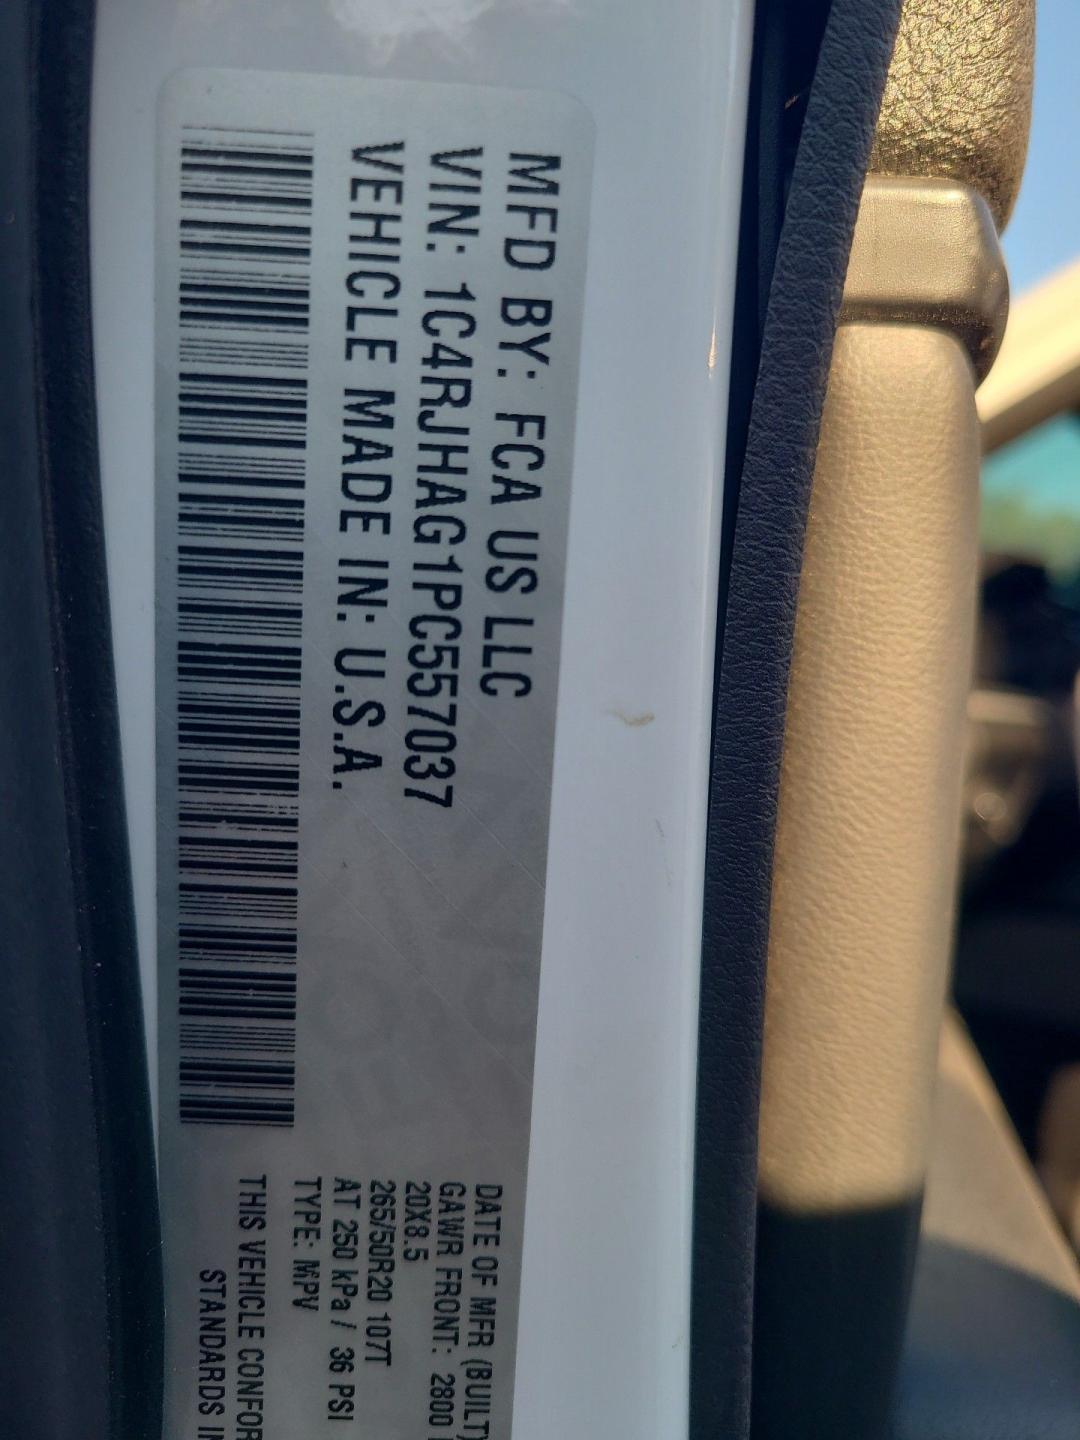 MFD BY: FCA US LLC
VIN: 1C4RJHAG1PC557037
VEHICLE MADE IN: U.S.A.
DATE OF MFR (BUILT)
GAWR FRONT: 2800
20X8.5
265/50R20 107T
AT 250 kPa / 36 PSI
TYPE: MPV
THIS VEHICLE
STANDARDS